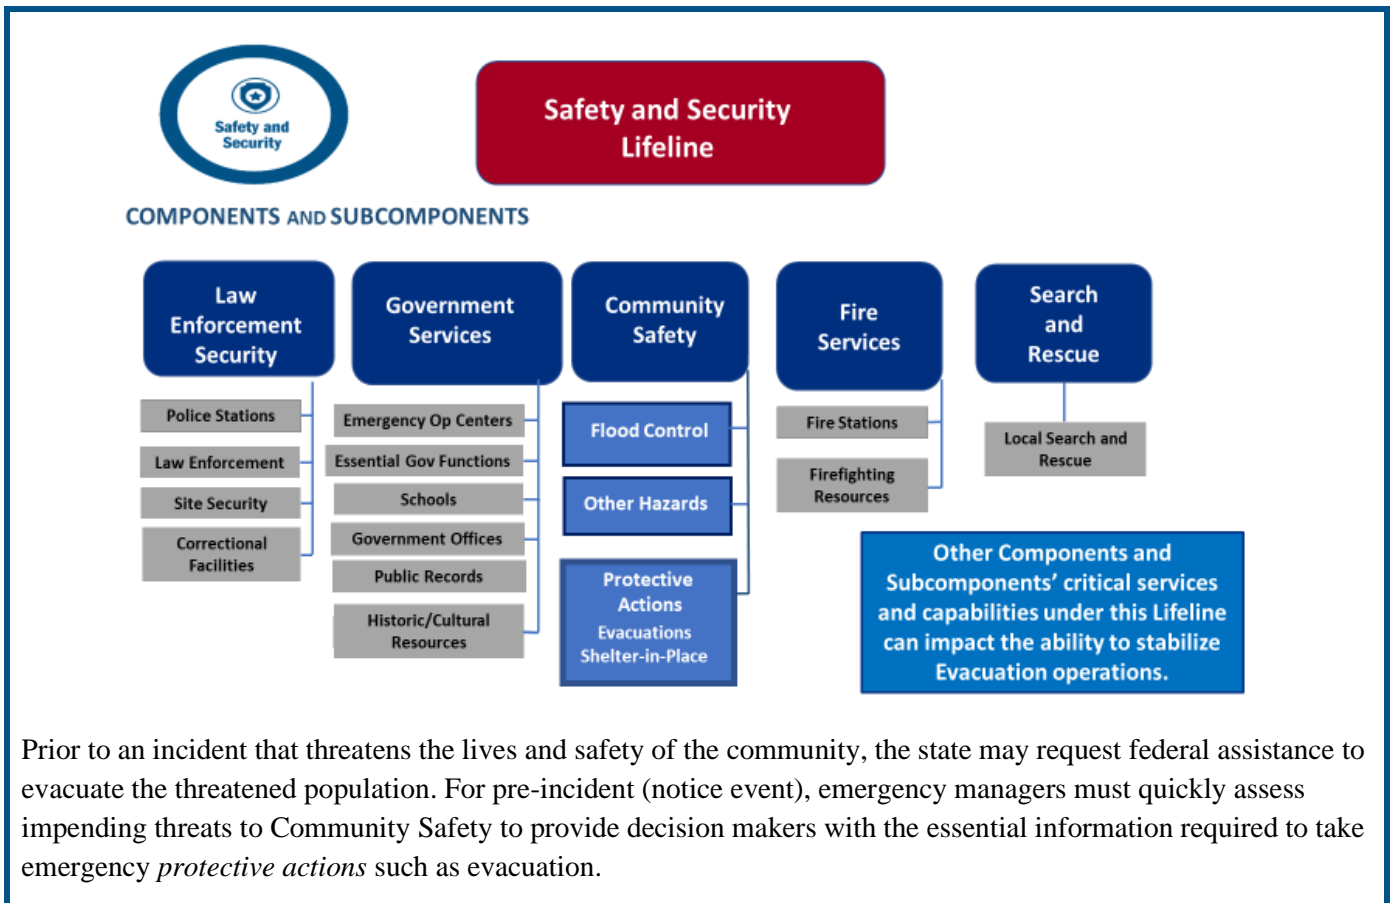 Safety and
Security
Safety and Security
Lifeline
COMPONENTS AND SUBCOMPONENTS
Law
Enforcement
Security
Police Stations
Law Enforcement
Site Security
Correctional
Facilities
Government
Services
Emergency Op Centers
Essential Gov Functions
Schools
Government Offices
Public Records
Historic/Cultural
Resources
Community
Safety
Flood Control
Other Hazards
Protective
Actions
Evacuations
Shelter-in-Place
Fire
Services
Fire Stations
Firefighting
Resources
Search
and
Rescue
Local Search and
Rescue
Other Components and
Subcomponents’ critical services
and capabilities under this Lifeline
can impact the ability to stabilize
Evacuation operations.
Prior to an incident that threatens the lives and safety of the community, the state may request federal assistance to
evacuate the threatened population. For pre-incident (notice event), emergency managers must quickly assess
impending threats to Community Safety to provide decision makers with the essential information required to take
emergency protective actions such as evacuation.